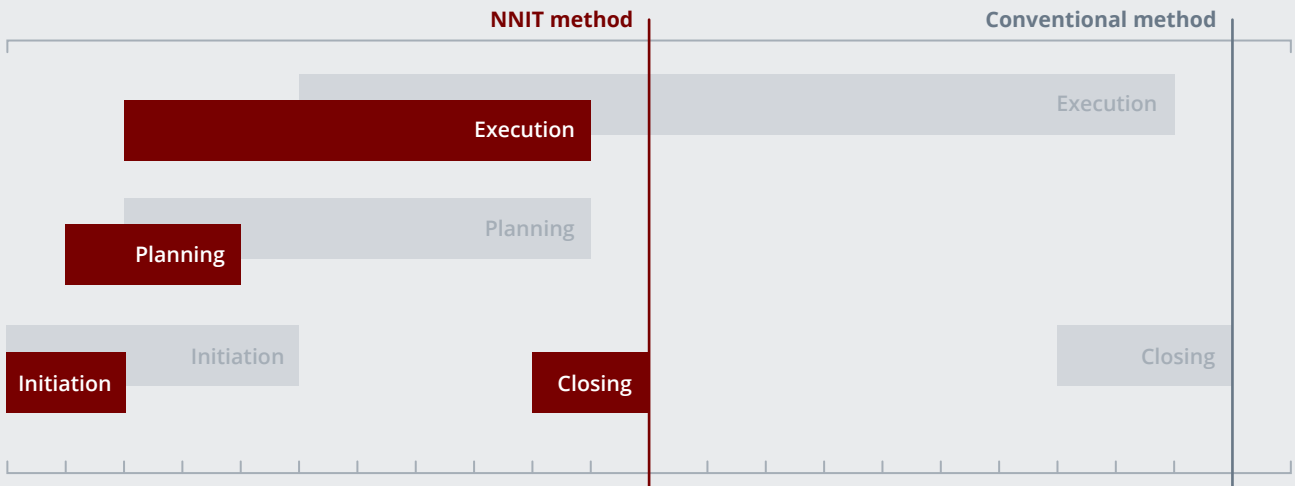 NNIT method
Conventional method
Execution
Execution
Planning
Planning
Initiation
Closing
Initiation
Closing